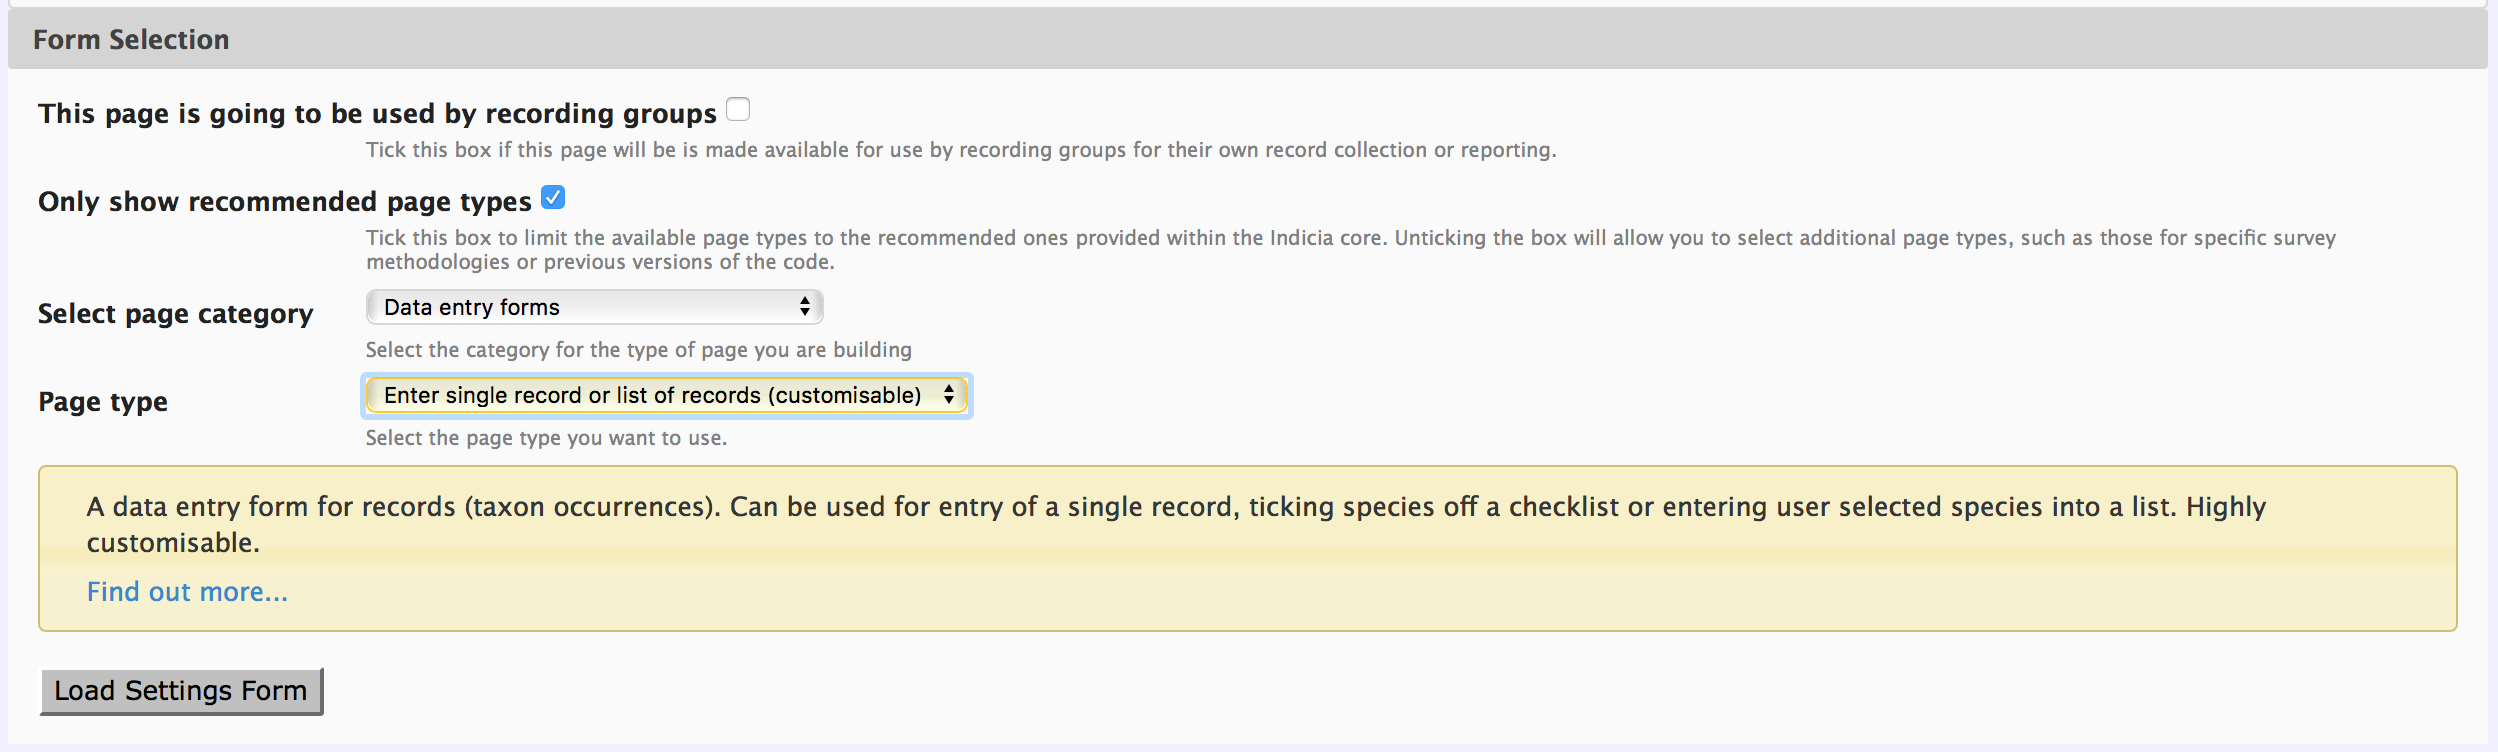 Form Selection
This page is going to be used by recording groups
Tick this box if this page will be is made available for use by recording groups for their own record collection or reporting.
Only show recommended page types
Tick this box to limit the available page types to the recommended ones provided within the Indicia core. Unticking the box will allow you to select additional page types, such as those for specific survey
methodologies or previous versions of the code.
Select page category
Data entry forms
Select the category for the type of page you are building
Page type
Enter single record or list of records (customisable)
Select the page type you want to use.
A data entry form for records (taxon occurrences). Can be used for entry of a single record, ticking species off a checklist or entering user selected species into a list. Highly
customisable.
Find out more...
Load Settings Form